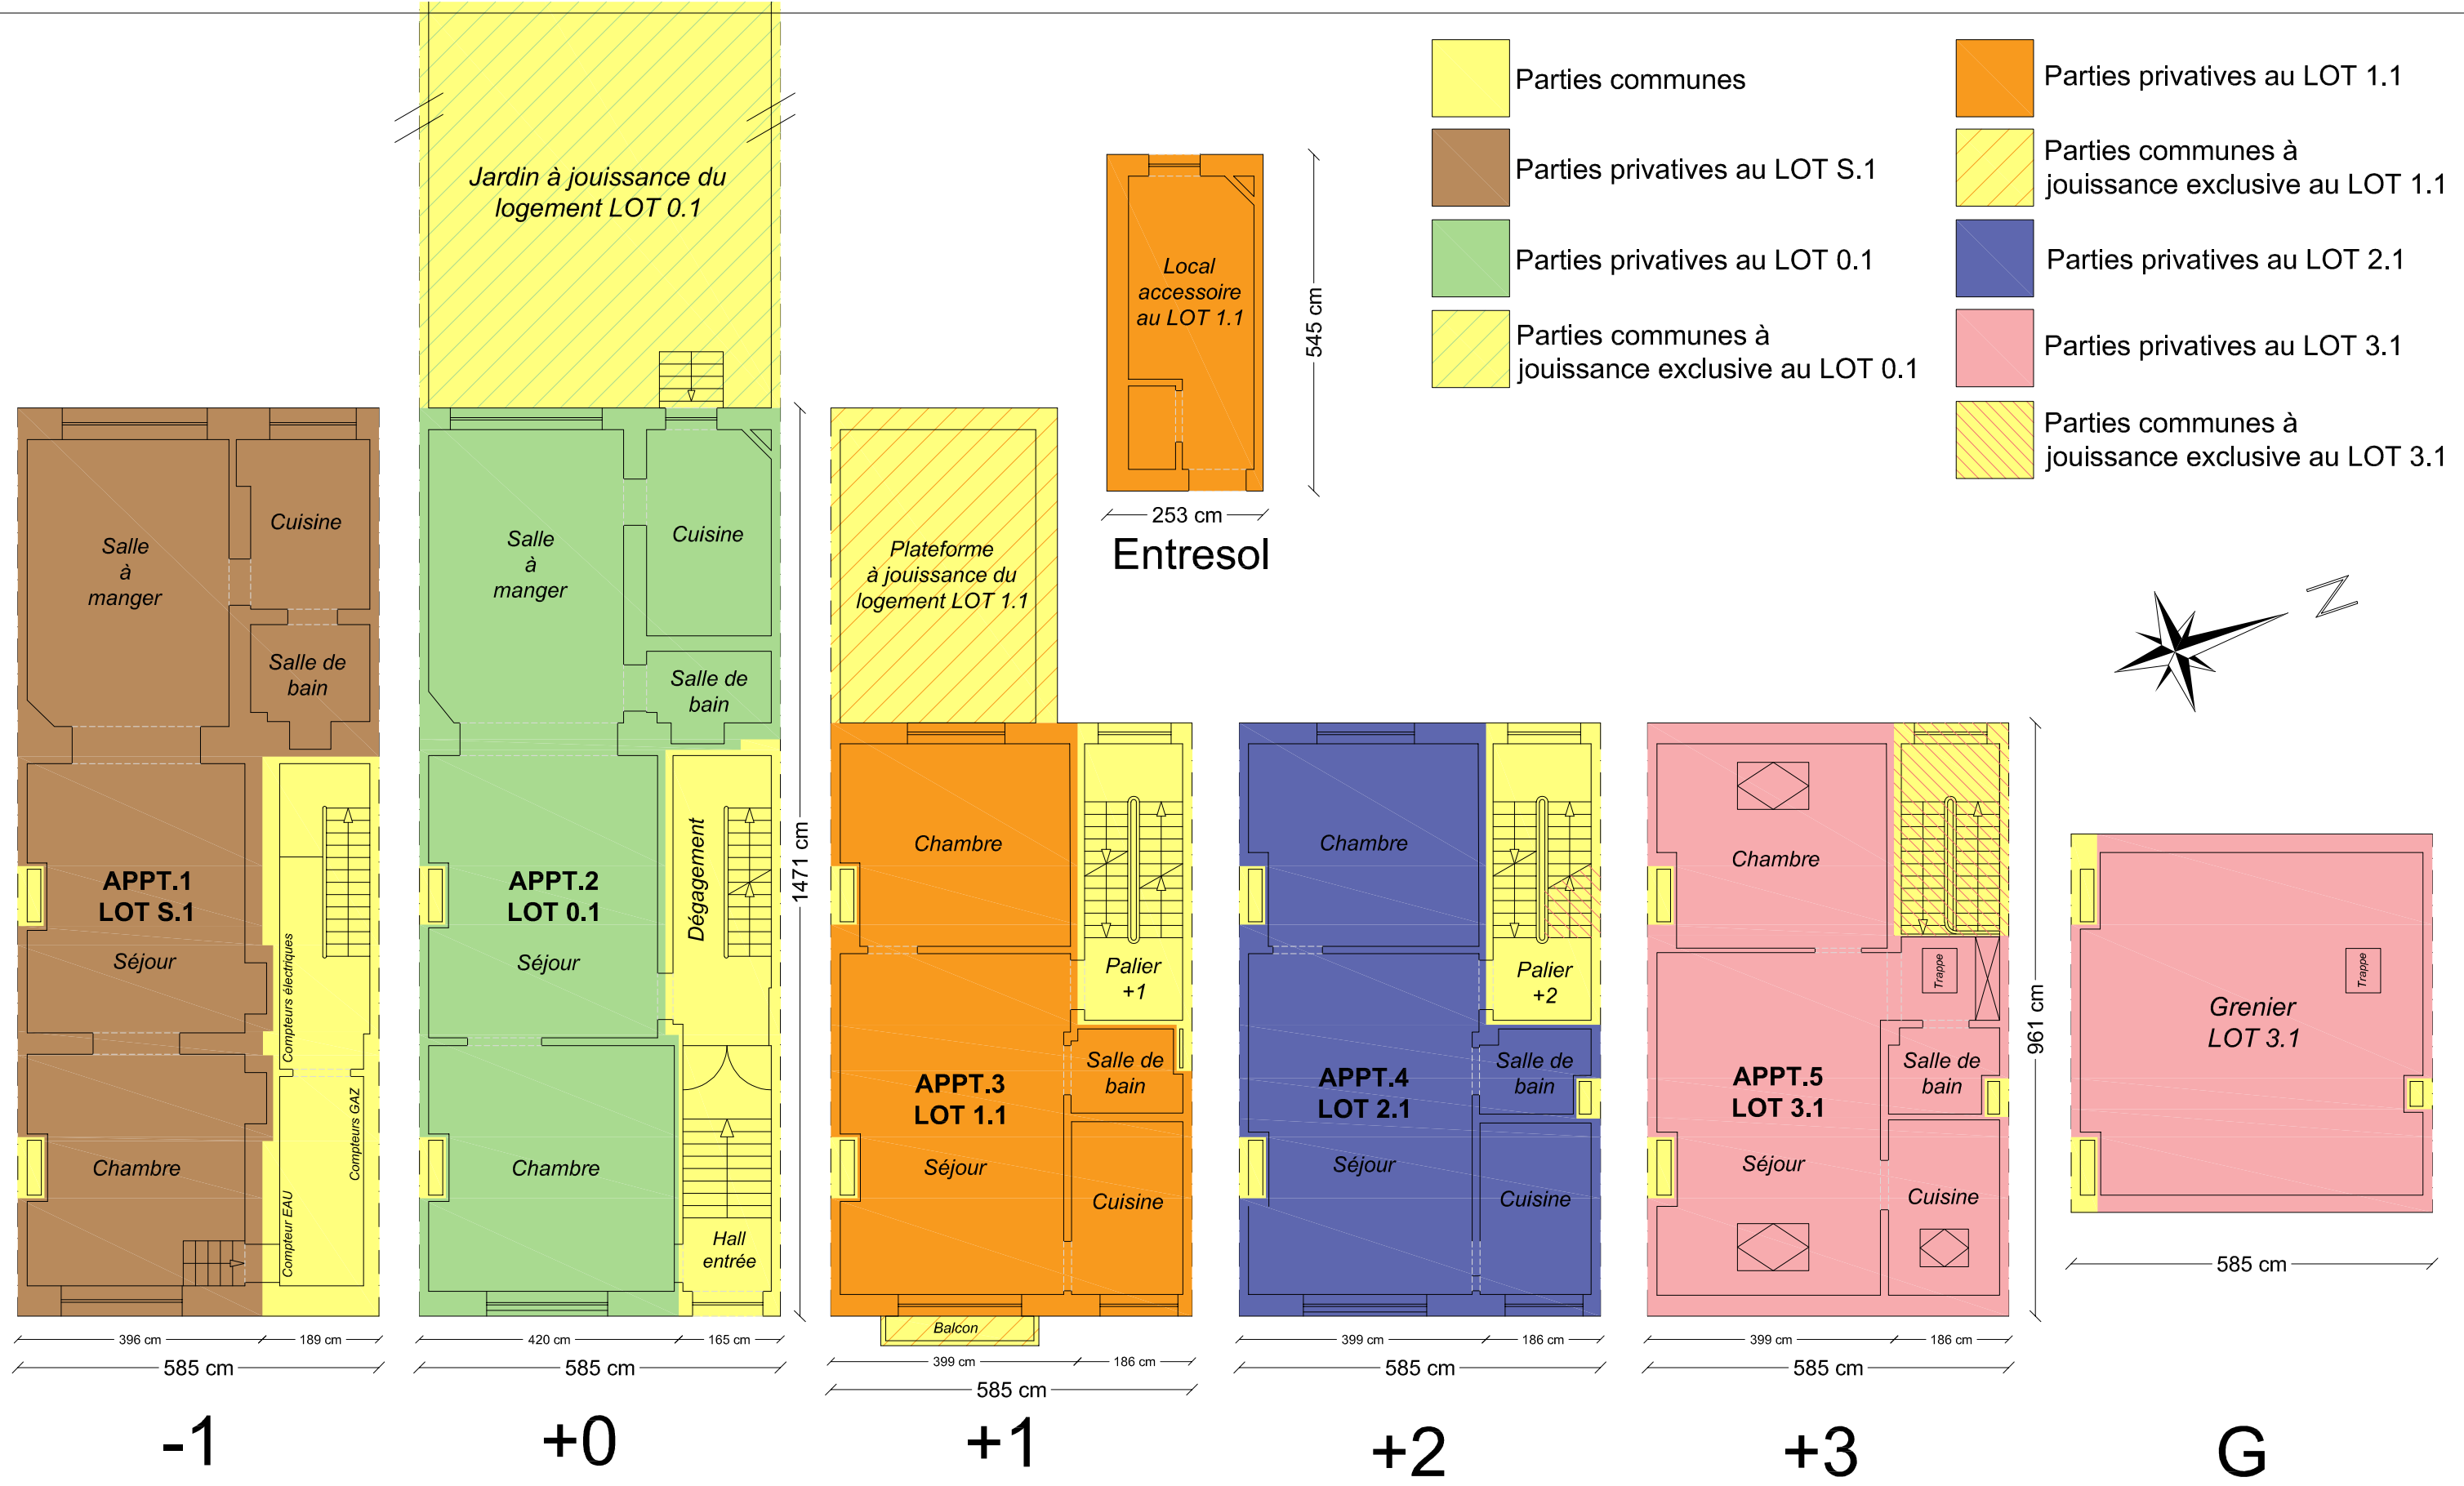 Parties communes
Parties privatives au LOT S.1
Parties privatives au LOT 0.1
Parties communes à
jouissance exclusive au LOT 0.1
Parties privatives au LOT 1.1
Parties communes à
jouissance exclusive au LOT 1.1
Parties privatives au LOT 2.1
Parties privatives au LOT 3.1
Parties communes à
jouissance exclusive au LOT 3.1
N
Salle
à
manger
Cuisine
Salle de
bain
APPT.1
LOT S.1
Séjour
Chambre
Compteurs électriques
Compteurs GAZ
Compteur EAU
396 cm
189 cm
585 cm
-1
Jardin à jouissance du
logement LOT 0.1
Salle
à
manger
Cuisine
Salle de
bain
APPT.2
LOT 0.1
Séjour
Dégagement
Chambre
Hall
entrée
1471 cm
420 cm
165 cm
585 cm
+0
Local
accessoire
au LOT 1.1
545 cm
253 cm
Entresol
Plateforme
à jouissance du
logement LOT 1.1
Chambre
Palier
+1
Salle de
bain
APPT.3
LOT 1.1
Séjour
Cuisine
Balcon
399 cm
186 cm
585 cm
+1
Chambre
Palier
+2
Salle de
bain
APPT.4
LOT 2.1
Séjour
Cuisine
399 cm
186 cm
585 cm
+2
Chambre
Trappe
Salle de
bain
APPT.5
LOT 3.1
Séjour
Cuisine
961 cm
399 cm
186 cm
585 cm
+3
Trappe
Grenier
LOT 3.1
585 cm
G